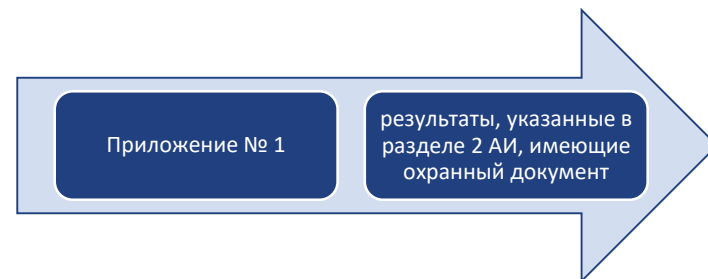 Приложение № 1
результаты, указанные в
разделе 2 АИ, имеющие
охранный документ